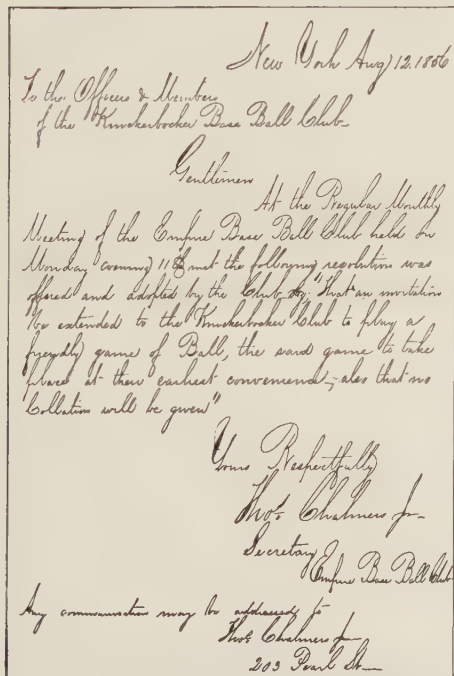 New York Aug 12. 1856
To the Officers & Members
of the Knickerbocker Base Ball Club
Gentlemen
At the Regular Monthly
Meeting of the Empire Base Ball Club held on
Monday evening 11th inst the following resolution was
offered and adopted by the Club "That an invitation
be extended to the Knickerbocker Club to play a
friendly game of Ball, the said game to take
place at their earliest convenience, also that no
Collation will be given"
Yours Respectfully
Thos Chalmers Jr
Secretary
Empire Base Ball Club
Any communication may be addressed to
Thos Chalmers Jr
203 Pearl St